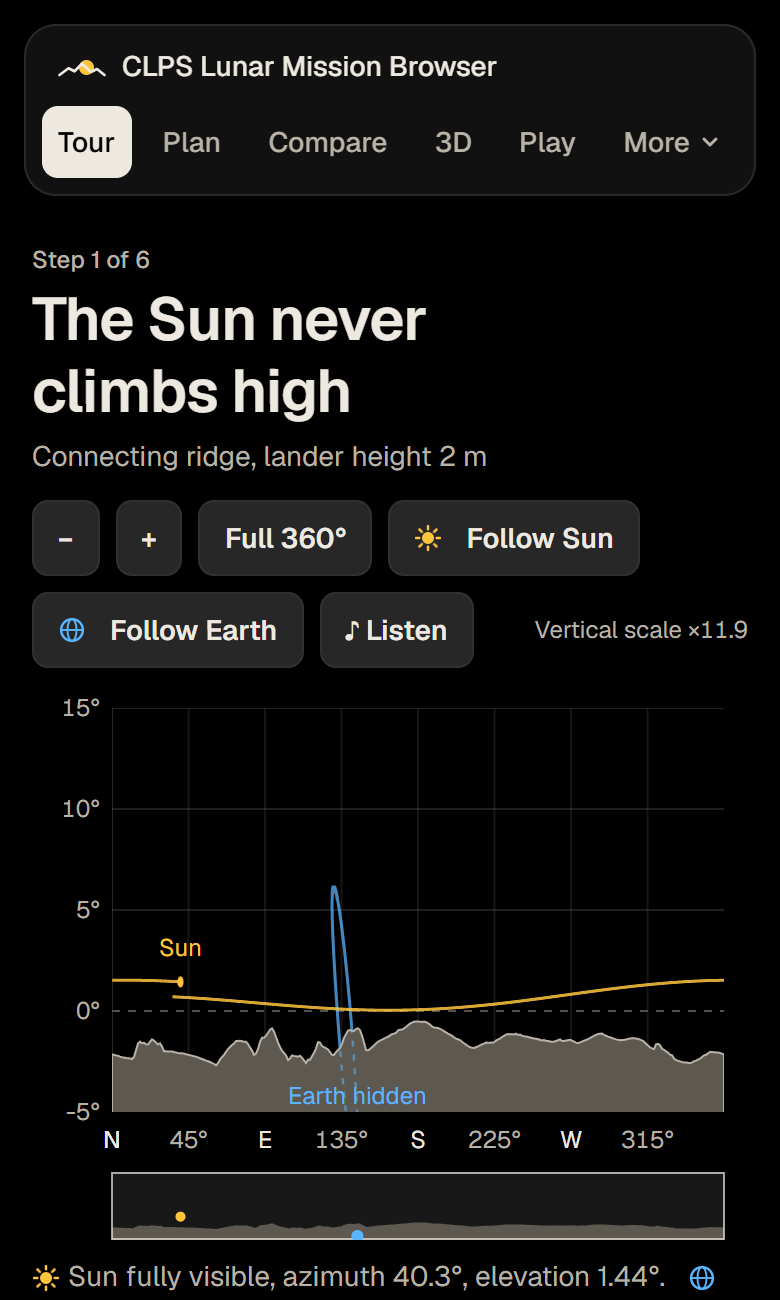 CLPS Lunar Mission Browser
Tour Plan Compare 3D Play More
Step 1 of 6
The Sun never
climbs high
Connecting ridge, lander height 2 m
− + Full 360° Follow Sun
Follow Earth ♪ Listen Vertical scale ×11.9
15°
10°
5°
Sun
0°
Earth hidden
-5°
N 45° E 135° S 225° W 315°
Sun fully visible, azimuth 40.3°, elevation 1.44°.